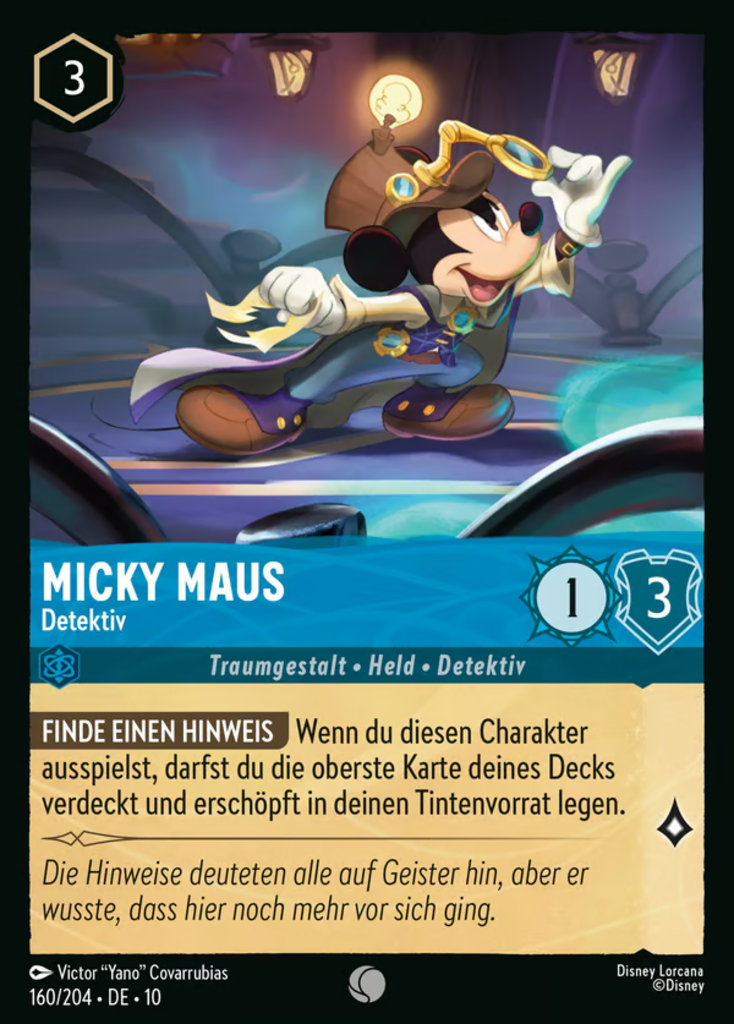 3
MICKY MAUS
Detektiv
1
3
Traumgestalt • Held • Detektiv
FINDE EINEN HINWEIS Wenn du diesen Charakter
ausspielst, darfst du die oberste Karte deines Decks
verdeckt und erschöpft in deinen Tintenvorrat legen.
Die Hinweise deuteten alle auf Geister hin, aber er
wusste, dass hier noch mehr vor sich ging.
Victor “Yano” Covarrubias
160/204 • DE • 10
Disney Lorcana
©Disney